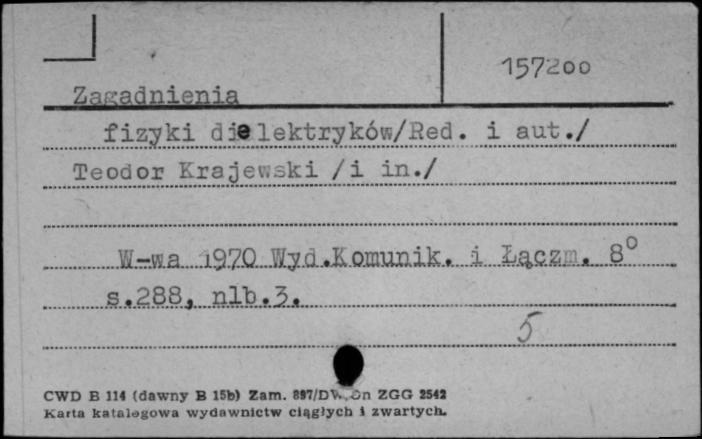 157200
Zagadnienia
fizyki dielektryków/Red. i aut./
Teodor Krajewski /i in./
W-wa 1970 Wyd.Komunik. i Łączn. 8°
s.288, nlb.3.
5
CWD B 114 (dawny B 15b) Zam. 897/DW. ZGG 2542
Karta katalogowa wydawnictw ciągłych i zwartych.